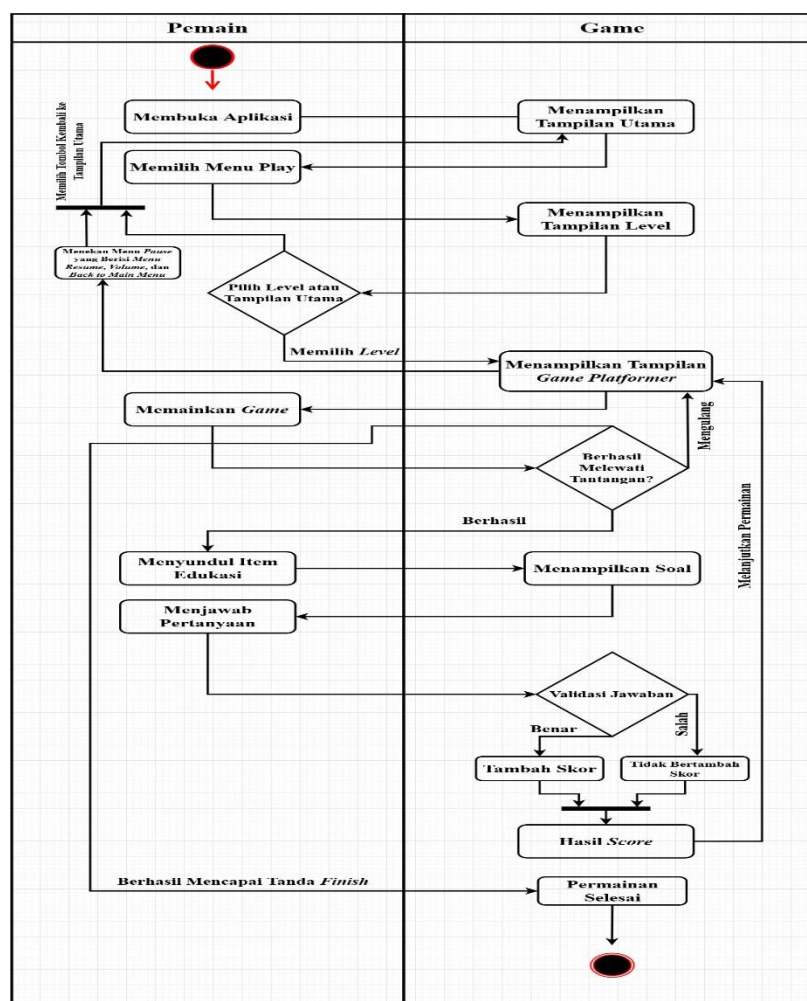 Pemain
Game
Membuka Aplikasi
Menampilkan
Tampilan Utama
Memilih Tombol Kembali ke
Tampilan Utama
Memilih Menu Play
Menampilkan
Tampilan Level
Menekan Menu Pause
yang Berisi Menu
Resume, Volume, dan
Back to Main Menu
Pilih Level atau
Tampilan Utama
Memilih Level
Menampilkan Tampilan
Game Platformer
Memainkan Game
Mengulang
Berhasil
Melewati
Tantangan?
Berhasil
Menyundul Item
Edukasi
Menampilkan Soal
Melanjutkan Permainan
Menjawab
Pertanyaan
Validasi Jawaban
Benar
Salah
Tambah Skor
Tidak Bertambah
Skor
Hasil Score
Berhasil Mencapai Tanda Finish
Permainan
Selesai